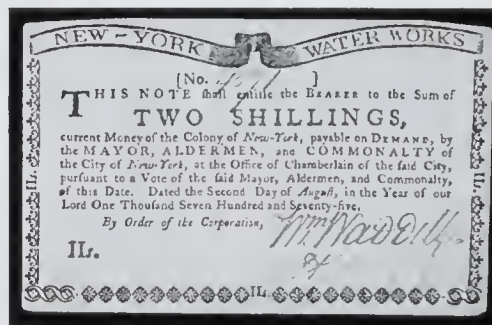 NEW-YORK WATER WORKS
[No. ]
THIS NOTE shall entitle the BEARER to the Sum of
TWO SHILLINGS,
current Money of the Colony of New-York, payable on DEMAND, by
the MAYOR, ALDERMEN, and COMMONALTY of
the City of New-York, at the Office of Chamberlain of the said City,
pursuant to a Vote of the said Mayor, Aldermen, and Commonalty,
of this Date. Dated the Second Day of August, in the Year of our
Lord One Thousand Seven Hundred and Seventy-five.
By Order of the Corporation,
Wm Waddell
IIs.
IIs.
IIs.
IIs.